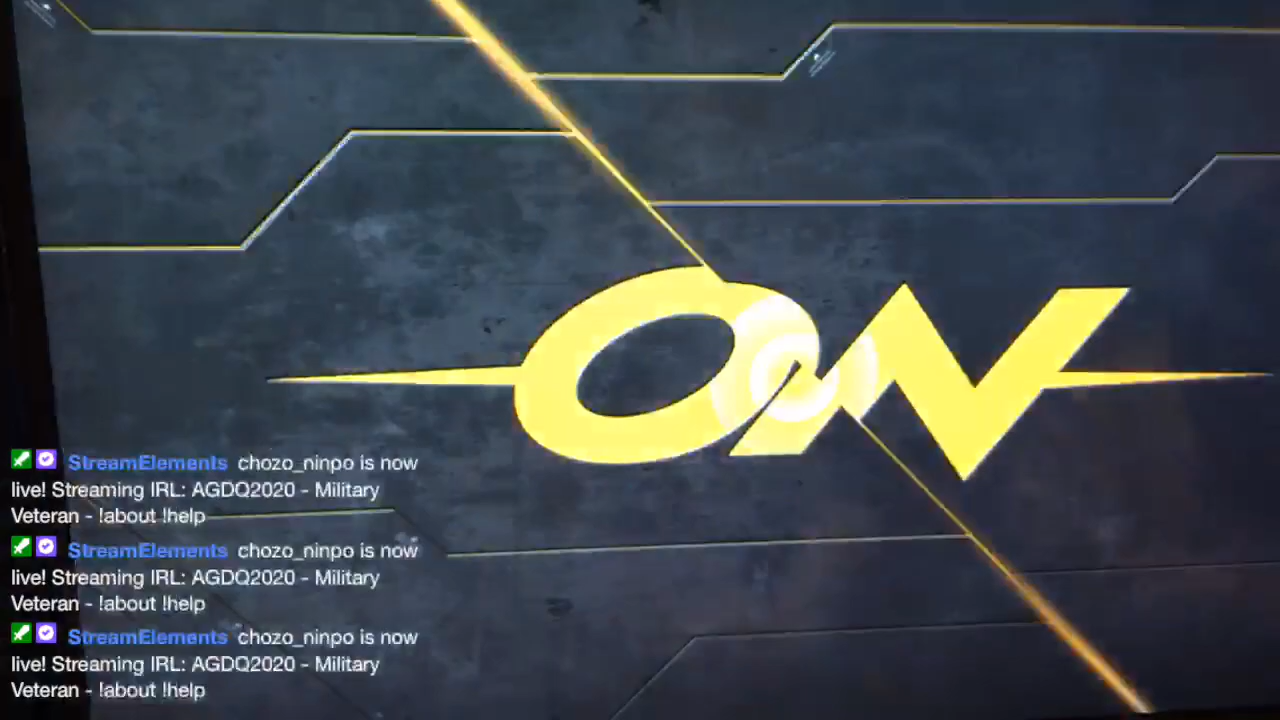 ON
StreamElements chozo_ninpo is now
live! Streaming IRL: AGDQ2020 - Military
Veteran - !about !help
StreamElements chozo_ninpo is now
live! Streaming IRL: AGDQ2020 - Military
Veteran - !about !help
StreamElements chozo_ninpo is now
live! Streaming IRL: AGDQ2020 - Military
Veteran - !about !help